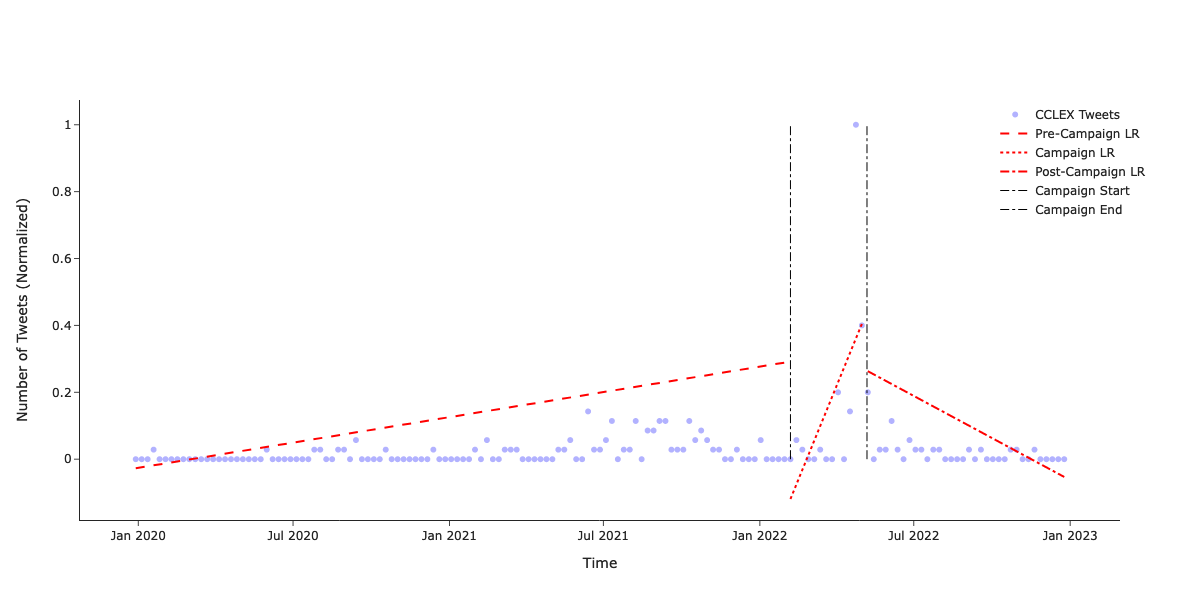 CCLEX Tweets
Pre-Campaign LR
Campaign LR
Post-Campaign LR
Campaign Start
Campaign End
Number of Tweets (Normalized)
1
0.8
0.6
0.4
0.2
0
Jan 2020
Jul 2020
Jan 2021
Jul 2021
Jan 2022
Jul 2022
Jan 2023
Time